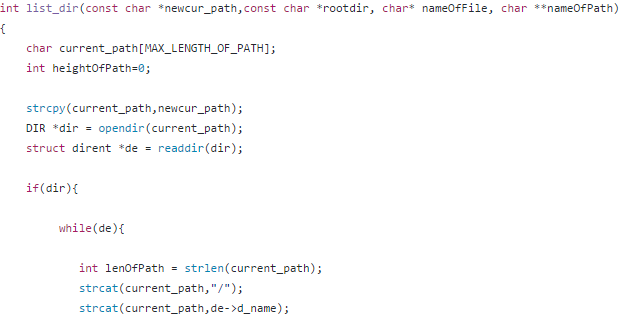 int list_dir(const char *newcur_path,const char *rootdir, char* nameOfFile, char **nameOfPath)
{
char current_path[MAX_LENGTH_OF_PATH];
int heightOfPath=0;
strcpy(current_path,newcur_path);
DIR *dir = opendir(current_path);
struct dirent *de = readdir(dir);
if(dir){
while(de){
int lenOfPath = strlen(current_path);
strcat(current_path,"/");
strcat(current_path,de->d_name);